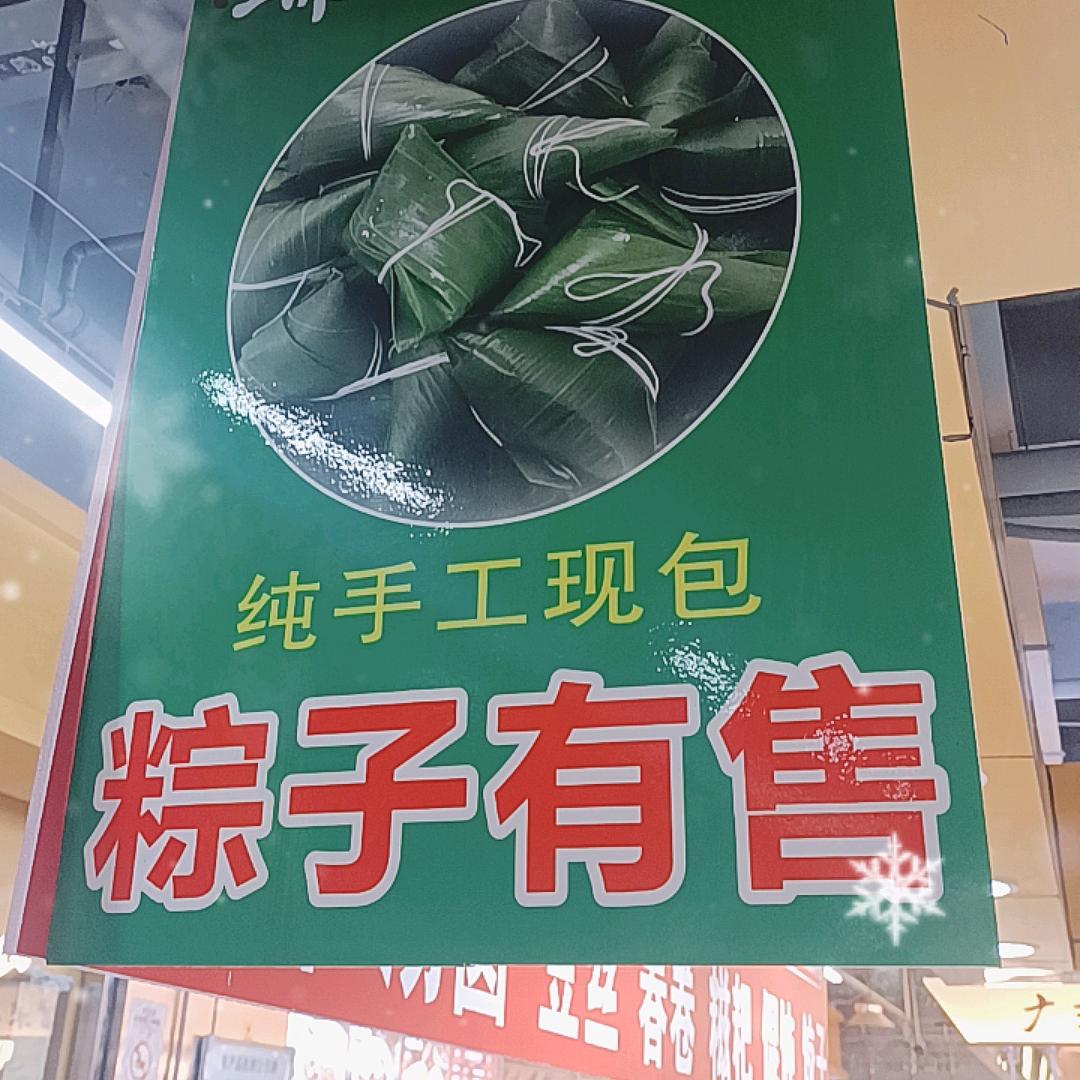 纯手工现包
粽子有售
豆丝 春卷 糍粑